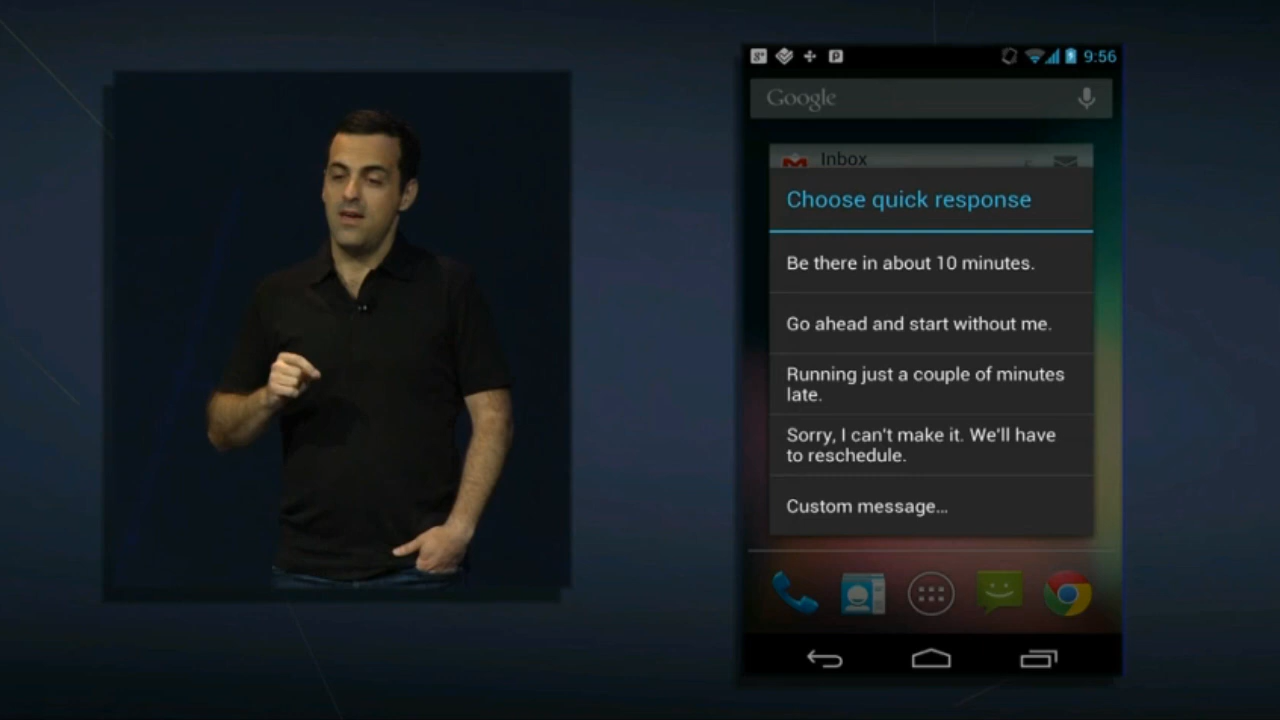 9:56
Google
Inbox
Choose quick response
Be there in about 10 minutes.
Go ahead and start without me.
Running just a couple of minutes
late.
Sorry, I can't make it. We'll have
to reschedule.
Custom message...